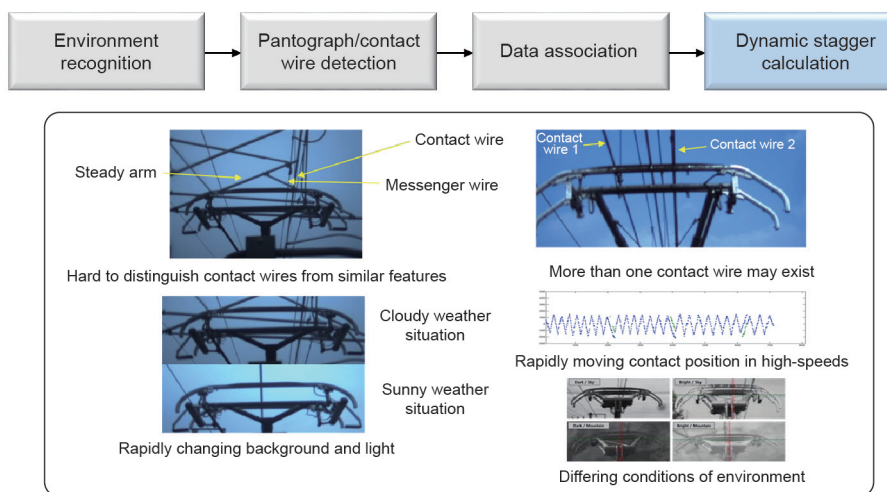 Environment
recognition
Pantograph/contact
wire detection
Data association
Dynamic stagger
calculation
Steady arm
Contact wire
Messenger wire
Hard to distinguish contact wires from similar features
Contact
wire 1
Contact wire 2
More than one contact wire may exist
Cloudy weather
situation
Sunny weather
situation
Rapidly changing background and light
Rapidly moving contact position in high-speeds
Dark / Sky
Bright / Sky
Dark / Mountain
Bright / Mountain
Differing conditions of environment